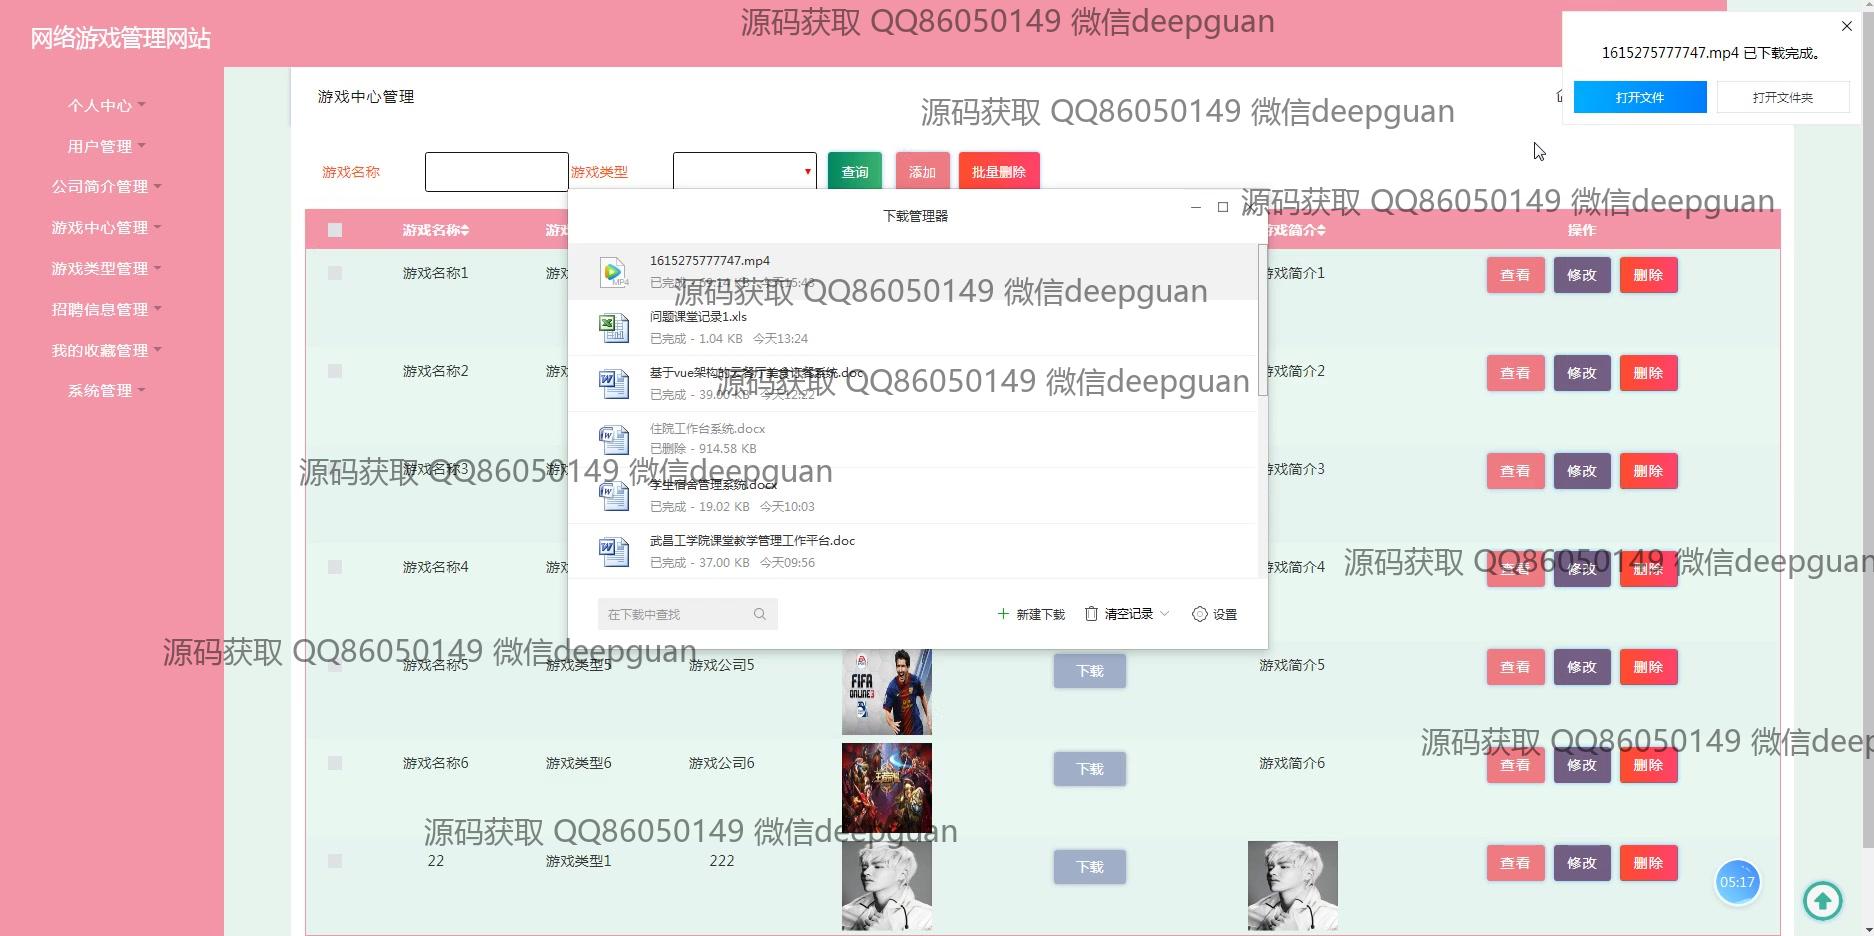 源码获取 QQ86050149 微信deepguan
网络游戏管理网站
1615275777747.mp4 已下载完成。
打开文件
打开文件夹
个人中心
用户管理
公司简介管理
游戏中心管理
游戏类型管理
招聘信息管理
我的收藏管理
系统管理
游戏中心管理
源码获取 QQ86050149 微信deepguan
游戏名称
游戏类型
查询
添加
批量删除
源码获取 QQ86050149 微信deepguan
游戏名称
游戏简介
操作
游戏名称1
游戏简介1
查看 修改 删除
游戏名称2
游戏简介2
查看 修改 删除
游戏名称3
游戏简介3
查看 修改 删除
游戏名称4
游戏简介4
查看 修改 删除
下载管理器
1615275777747.mp4
MP4
已完成 - 69.14 KB 今天15:43
源码获取 QQ86050149 微信deepguan
问题课堂记录1.xls
已完成 - 1.04 KB 今天13:24
基于vue架构的云餐厅美食订餐系统.doc
已完成 - 39.00 KB 今天12:22
源码获取 QQ86050149 微信deepguan
住院工作台系统.docx
已删除 - 914.58 KB
源码获取 QQ86050149 微信deepguan
学生宿舍管理系统.docx
已完成 - 19.02 KB 今天10:03
武昌工学院课堂教学管理工作平台.doc
已完成 - 37.00 KB 今天09:56
源码获取 QQ86050149 微信deepguan
在下载中查找
新建下载
清空记录
设置
源码获取 QQ86050149 微信deepguan
游戏名称5 游戏类型5 游戏公司5 下载 游戏简介5 查看 修改 删除
FIFA
ONLINE3
源码获取 QQ86050149 微信deep
游戏名称6 游戏类型6 游戏公司6 下载 游戏简介6 查看 修改 删除
源码获取 QQ86050149 微信deepguan
22 游戏类型1 222 下载 查看 修改 删除
05:17